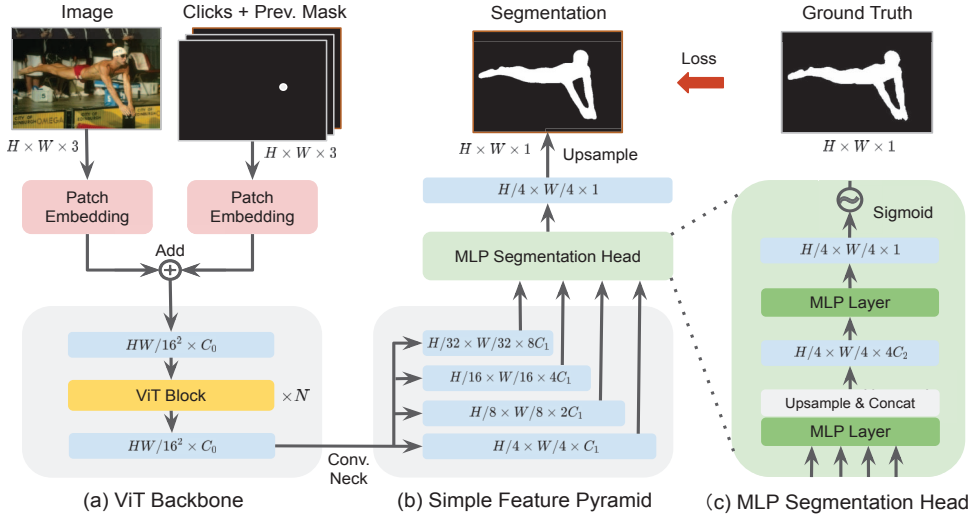 Image
Clicks + Prev. Mask
Segmentation
Ground Truth
Loss
H × W × 3
H × W × 3
H × W × 1
Upsample
H × W × 1
Patch
Embedding
Patch
Embedding
Add
H/4 × W/4 × 1
MLP Segmentation Head
Sigmoid
H/4 × W/4 × 1
MLP Layer
H/4 × W/4 × 4C₂
Upsample & Concat
MLP Layer
HW/16² × C₀
ViT Block
× N
HW/16² × C₀
Conv.
Neck
H/32 × W/32 × 8C₁
H/16 × W/16 × 4C₁
H/8 × W/8 × 2C₁
H/4 × W/4 × C₁
(a) ViT Backbone
(b) Simple Feature Pyramid
(c) MLP Segmentation Head